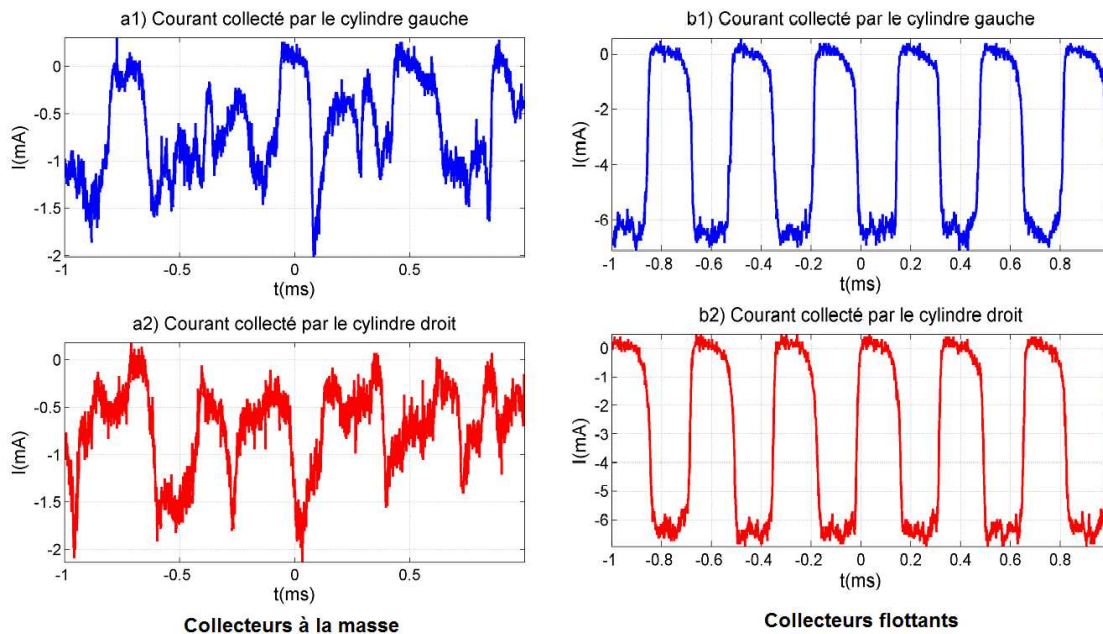 a1) Courant collecté par le cylindre gauche
0
-0.5
-1
-1.5
-2
I(mA)
-1 -0.5 0 0.5
t(ms)
b1) Courant collecté par le cylindre gauche
0
-2
-4
-6
I(mA)
-1 -0.8 -0.6 -0.4 -0.2 0 0.2 0.4 0.6 0.8
t(ms)
a2) Courant collecté par le cylindre droit
0
-0.5
-1
-1.5
-2
I(mA)
-1 -0.5 0 0.5
t(ms)
Collecteurs à la masse
b2) Courant collecté par le cylindre droit
0
-1
-2
-3
-4
-5
-6
I(mA)
-1 -0.8 -0.6 -0.4 -0.2 0 0.2 0.4 0.6 0.8
t(ms)
Collecteurs flottants